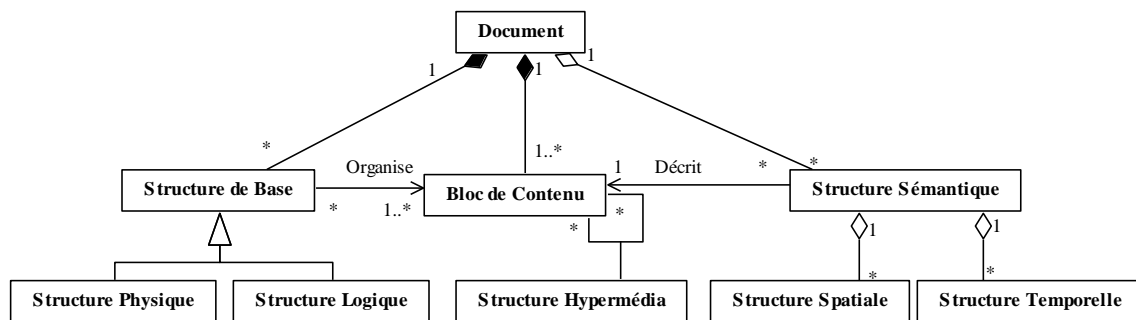 Document
1
1
1
*
1..*
*
*
Organise
1
Décrit
Structure de Base
Bloc de Contenu
Structure Sémantique
*
1..*
*
*
1
1
*
*
Structure Physique
Structure Logique
Structure Hypermédia
Structure Spatiale
Structure Temporelle